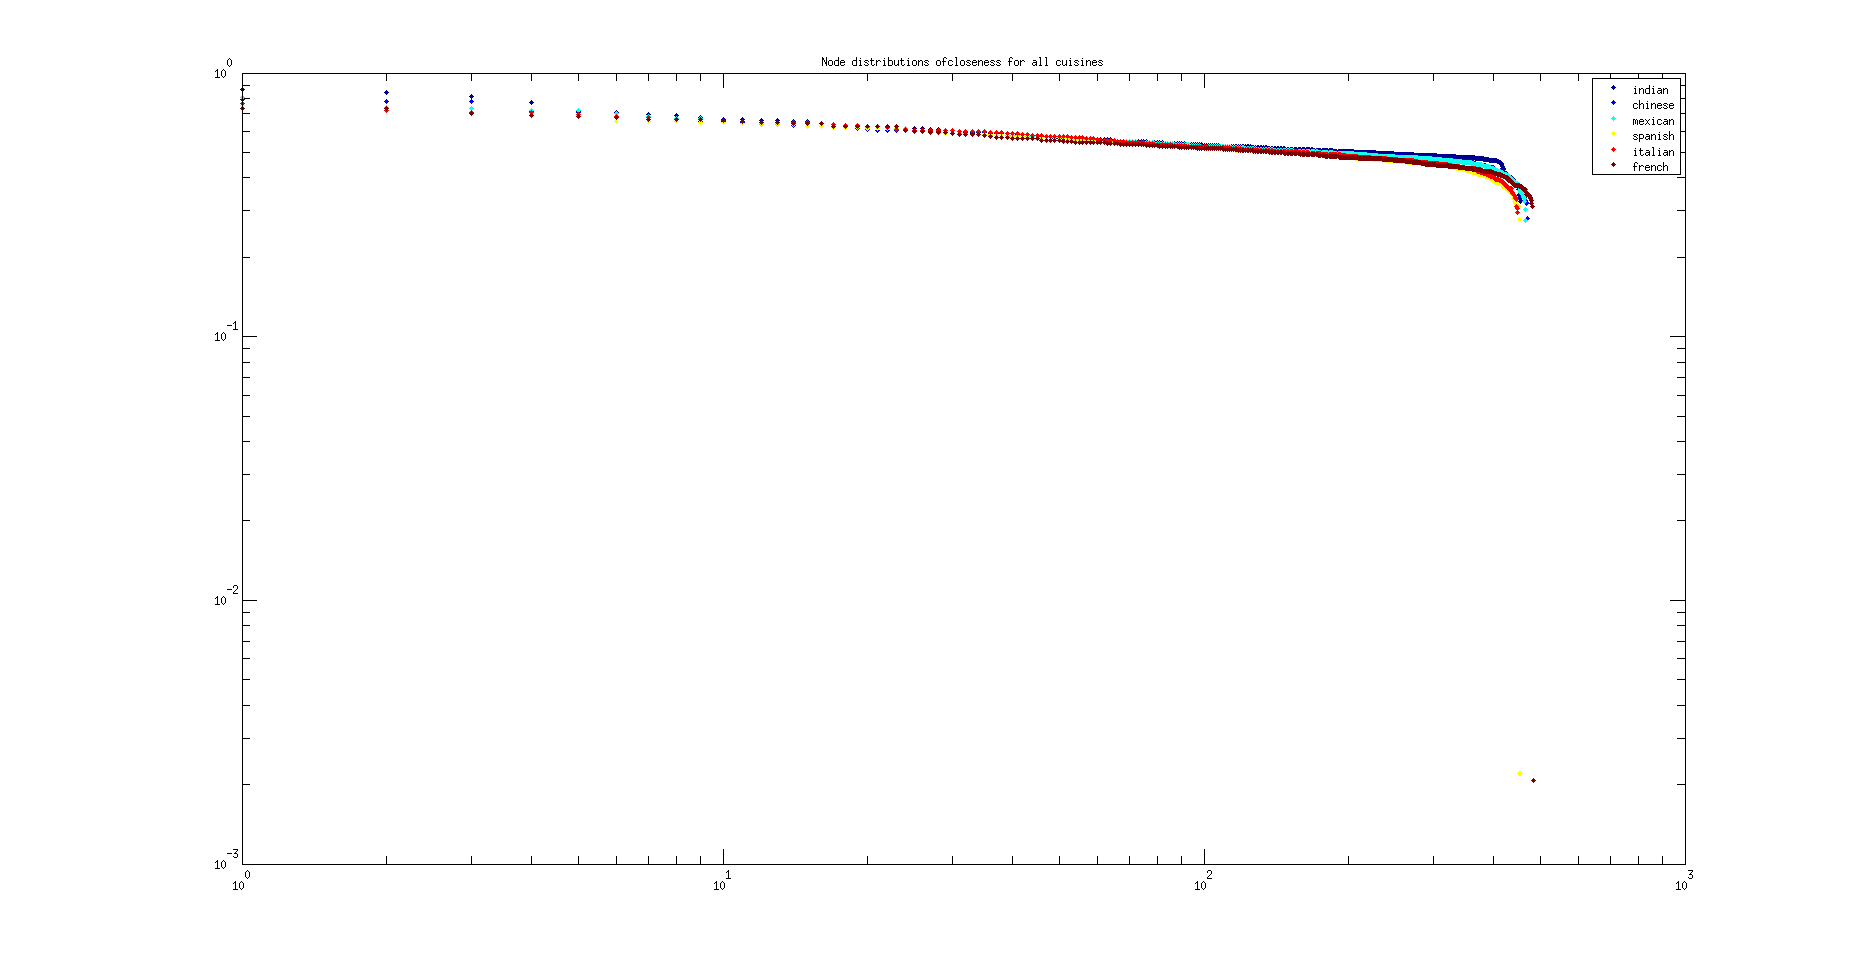 Node distributions ofcloseness for all cuisines
10^0
10^-1
10^-2
10^-3
10^0
10^1
10^2
10^3
indian
chinese
mexican
spanish
italian
french